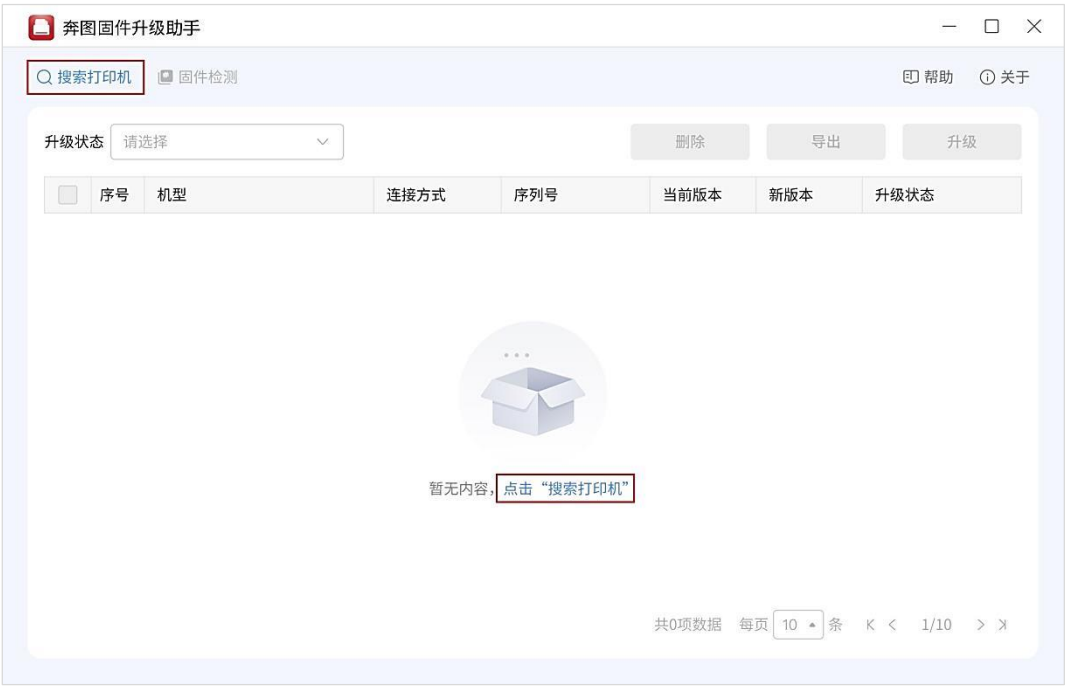 奔图固件升级助手
搜索打印机 固件检测 帮助 关于
升级状态 请选择 删除 导出 升级
序号 机型 连接方式 序列号 当前版本 新版本 升级状态
暂无内容，点击“搜索打印机”
共0项数据 每页 10 条 1/10